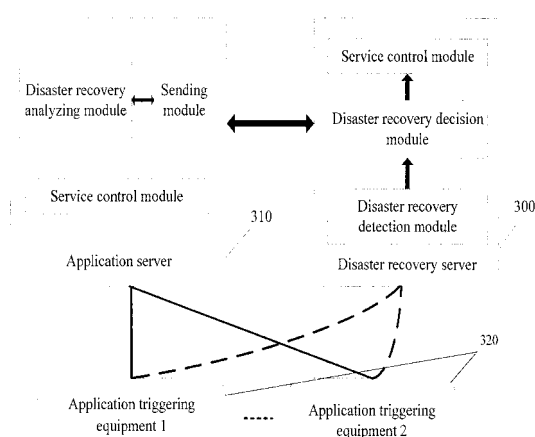 Service control module
Disaster recovery
analyzing module
Sending
module
Disaster recovery decision
module
Service control module
310
Disaster recovery
detection module
300
Application server
Disaster recovery server
320
Application triggering
equipment 1
Application triggering
equipment 2